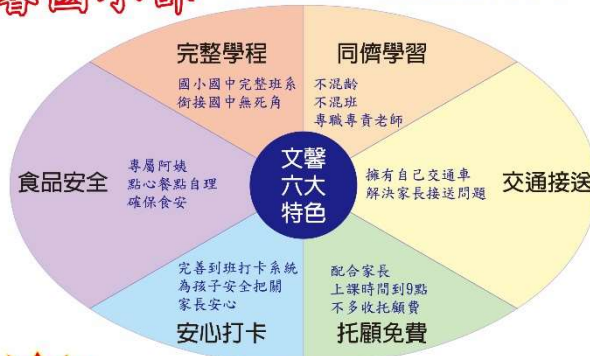 國小部
完整學程
國小國中完整班系
銜接國中無死角
同儕學習
不混齡
不混班
專職專責老師
食品安全
專屬阿姨
點心餐點自理
確保食安
文馨
六大
特色
擁有自己交通車
解決家長接送問題
交通接送
完善到班打卡系統
為孩子安全把關
家長安心
安心打卡
配合家長
上課時間到9點
不多收托顧費
托顧免費